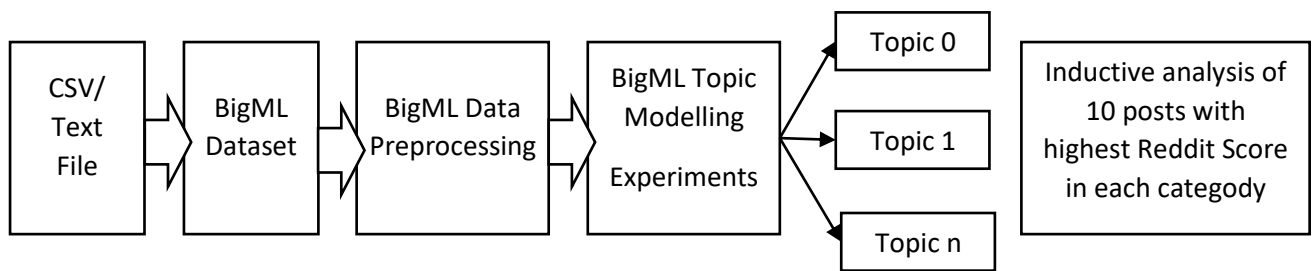 CSV/
Text
File
BigML
Dataset
BigML Data
Preprocessing
BigML Topic
Modelling
Experiments
Topic 0
Topic 1
Topic n
Inductive analysis of
10 posts with
highest Reddit Score
in each categody